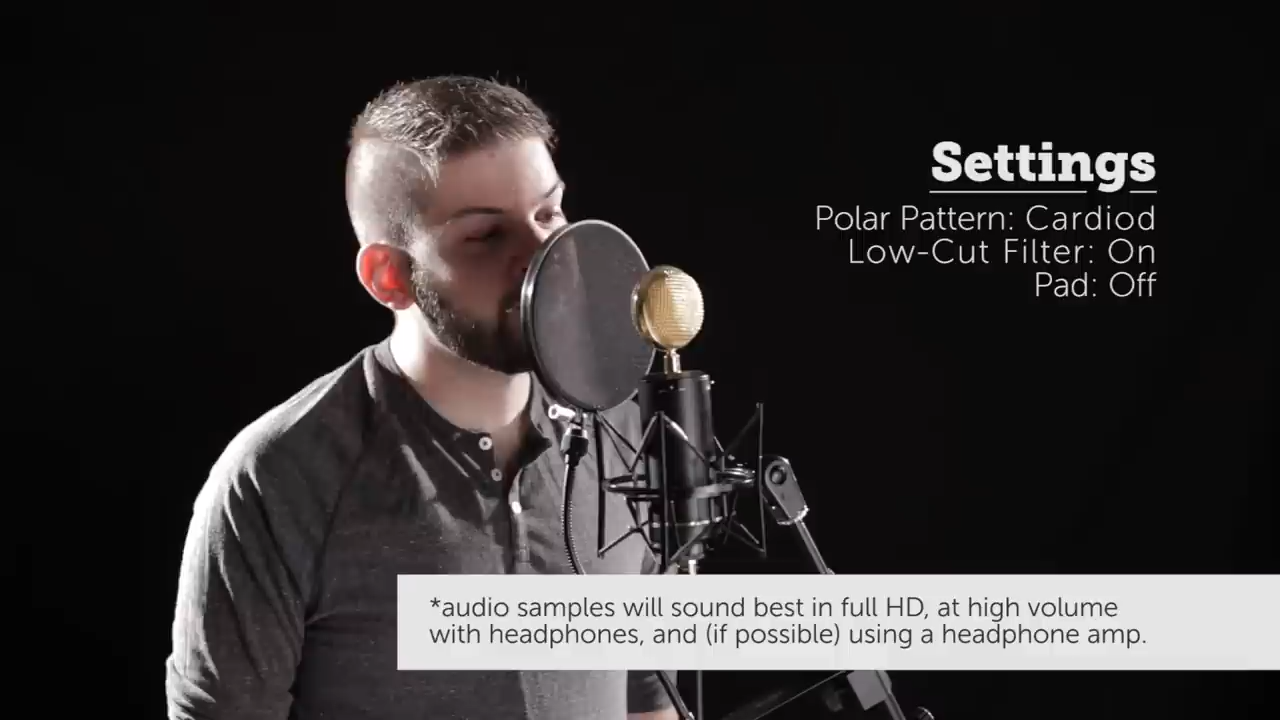 Settings
Polar Pattern: Cardiod
Low-Cut Filter: On
Pad: Off
*audio samples will sound best in full HD, at high volume
with headphones, and (if possible) using a headphone amp.